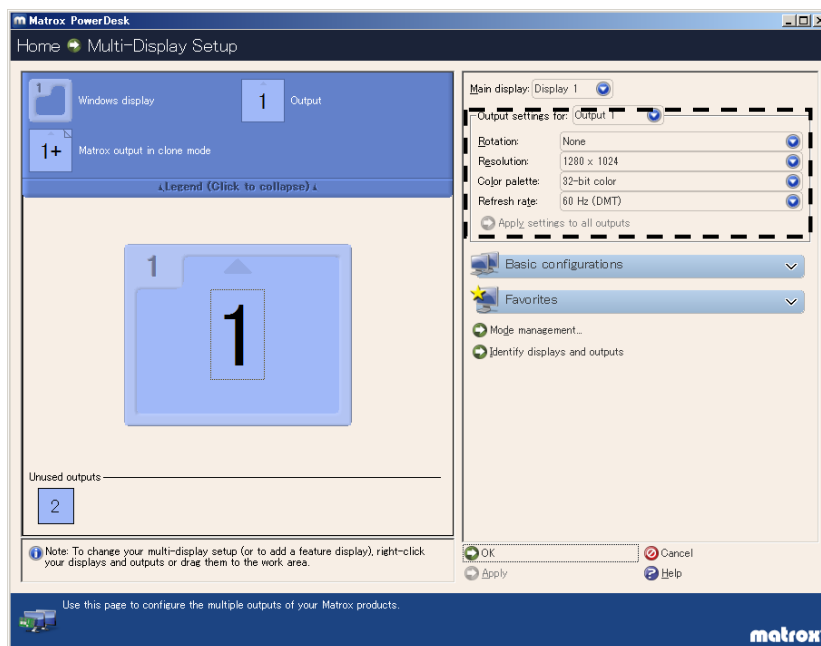 Matrox PowerDesk
Home Multi-Display Setup
1 Windows display
1 Output
1+ Matrox output in clone mode
Legend (Click to collapse)
1
1
Unused outputs
2
Note: To change your multi-display setup (or to add a feature display), right-click
your displays and outputs or drag them to the work area.
Main display: Display 1
Output settings for: Output 1
Rotation: None
Resolution: 1280 x 1024
Color palette: 32-bit color
Refresh rate: 60 Hz (DMT)
Apply settings to all outputs
Basic configurations
Favorites
Mode management...
Identify displays and outputs
OK
Cancel
Apply
Help
Use this page to configure the multiple outputs of your Matrox products.
matrox